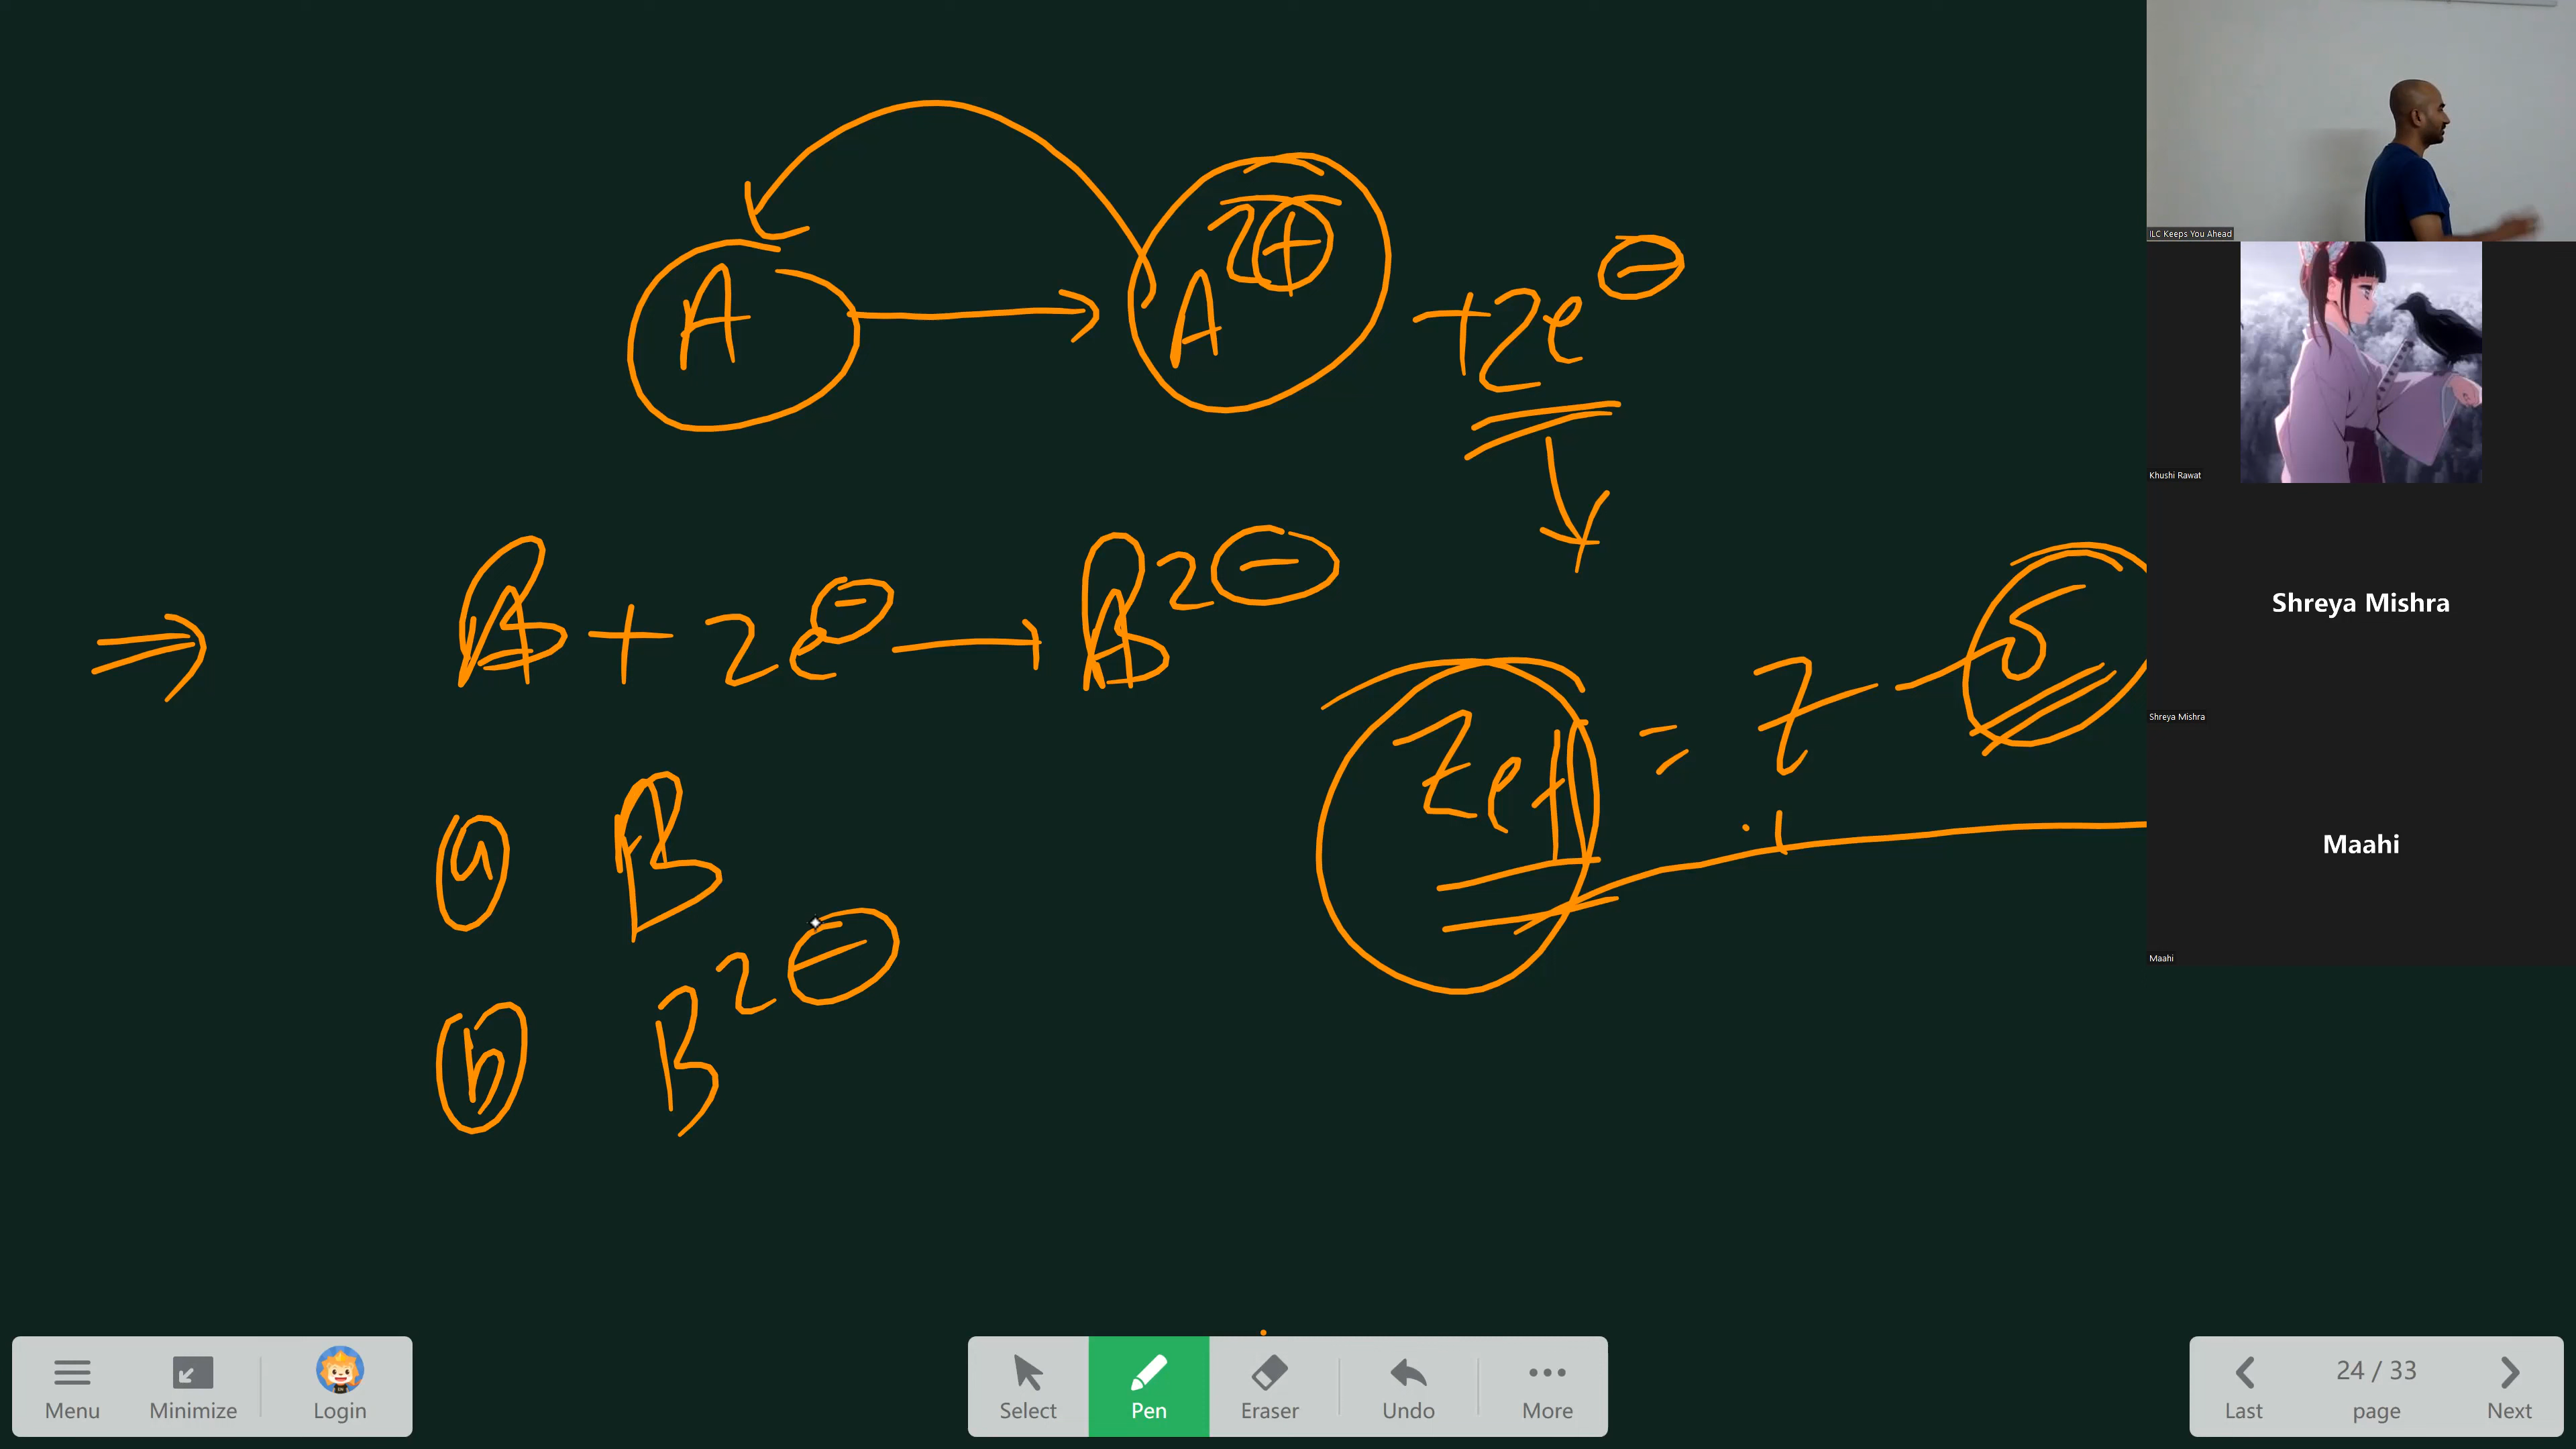 A → A²⊕ + 2e⊖
⇒ B + 2e⊖ → B²⊖
Zeff = Z - σ
ⓐ B
ⓑ B²⊖
ILC Keeps You Ahead
Khushi Rawat
Shreya Mishra
Shreya Mishra
Maahi
Maahi
Menu
Minimize
Login
Select
Pen
Eraser
Undo
More
Last
24 / 33
page
Next